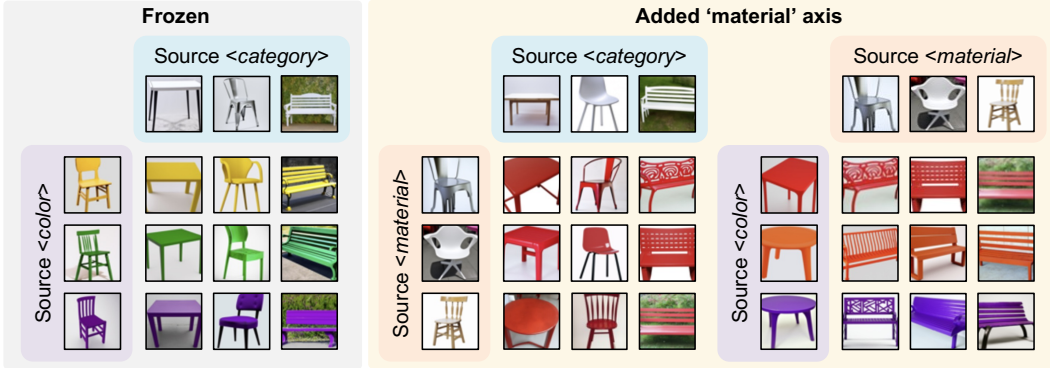 Frozen
Added ‘material’ axis
Source <category>
Source <category>
Source <material>
Source <color>
Source <material>
Source <color>